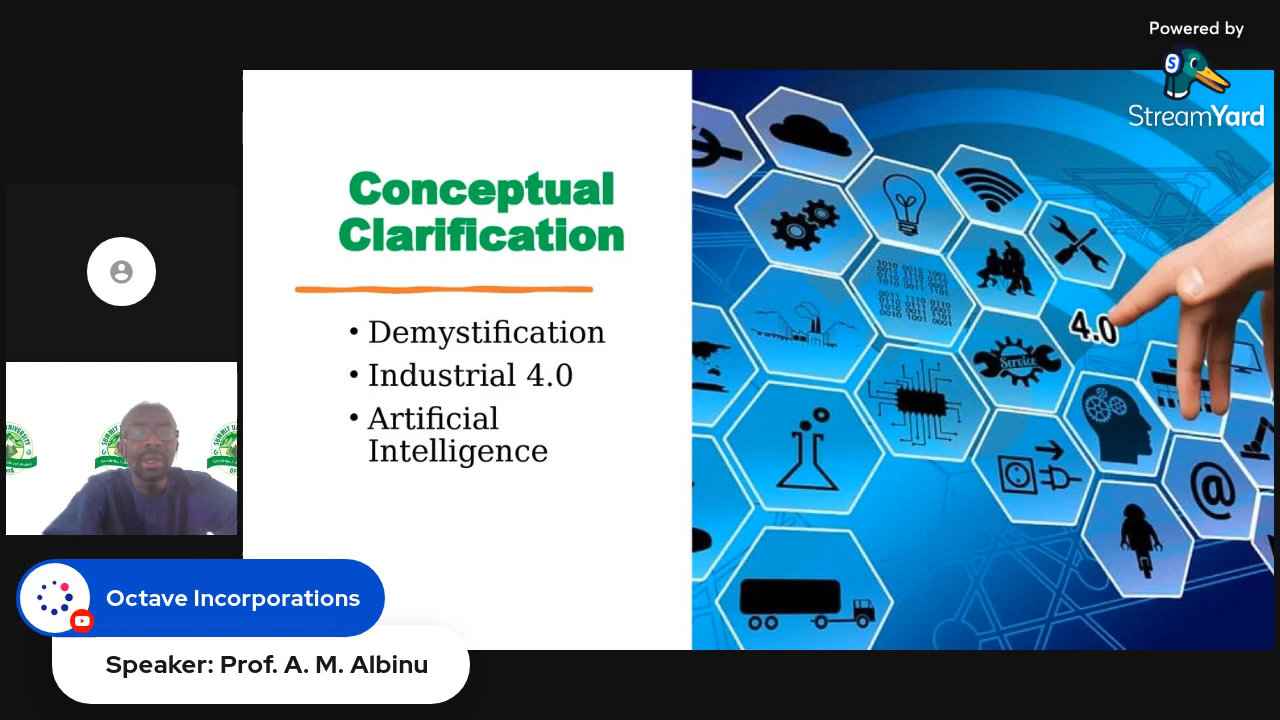 Powered by
StreamYard
Conceptual
Clarification
• Demystification
• Industrial 4.0
• Artificial
Intelligence
4.0
Service
@
Octave Incorporations
Speaker: Prof. A. M. Albinu